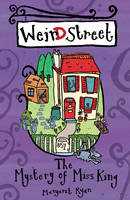 WeirD Street
The
Mystery of Miss King
Margaret Ryan